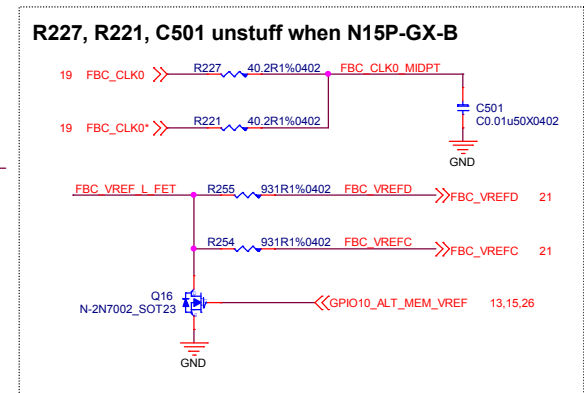 R227, R221, C501 unstuff when N15P-GX-B
19 FBC_CLK0 R227 40.2R1%0402 FBC_CLK0_MIDPT
C501
C0.01u50X0402
19 FBC_CLK0* R221 40.2R1%0402
GND
FBC_VREF_L_FET R255 931R1%0402 FBC_VREFD FBC_VREFD 21
R254 931R1%0402 FBC_VREFC FBC_VREFC 21
Q16
N-2N7002_SOT23
GPIO10_ALT_MEM_VREF 13,15,26
GND